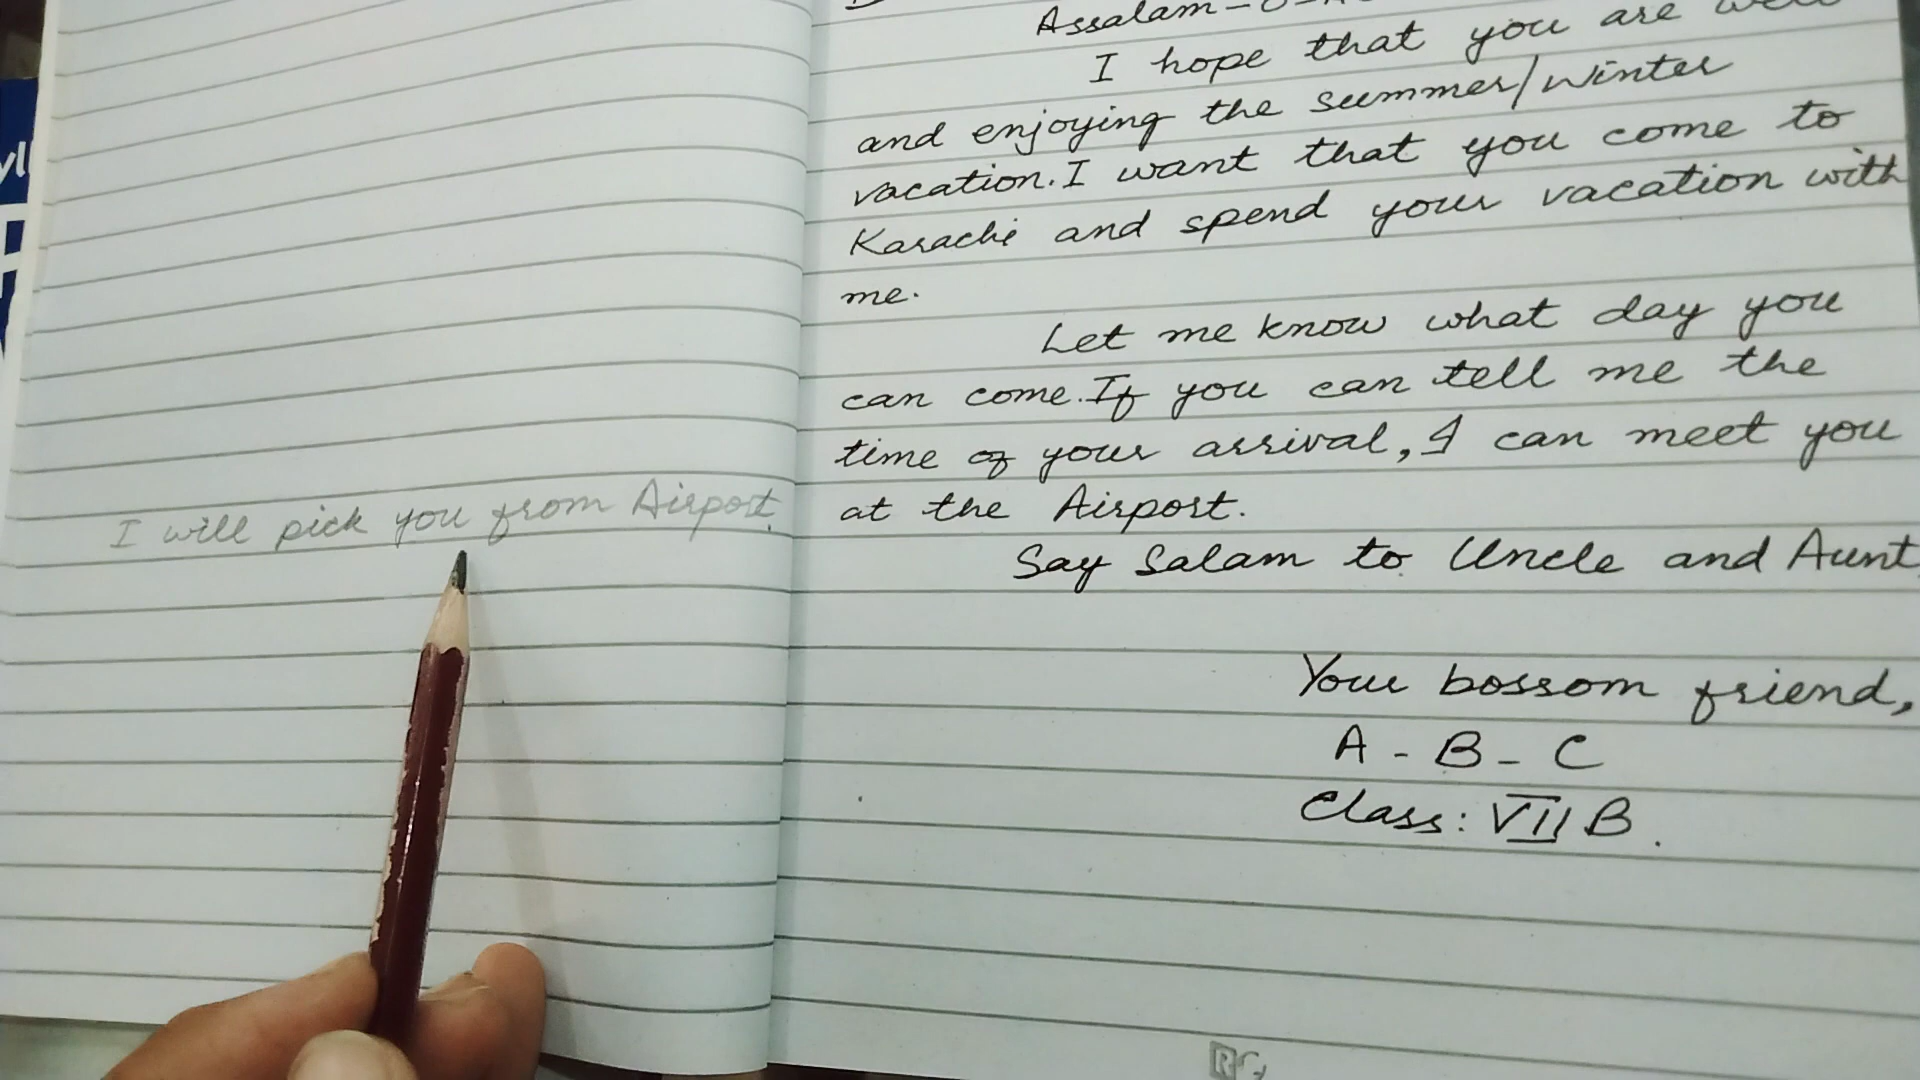 I will pick you from Airport.
Assalam-
I hope that you are well
and enjoying the summer/Winter
vacation. I want that you come to
Karachi and spend your vacation with
me.
Let me know what day you
can come. If you can tell me the
time of your arrival, I can meet you
at the Airport.
Say Salam to Uncle and Aunt.
Your bossom friend,
A - B - C
Class: VII B.